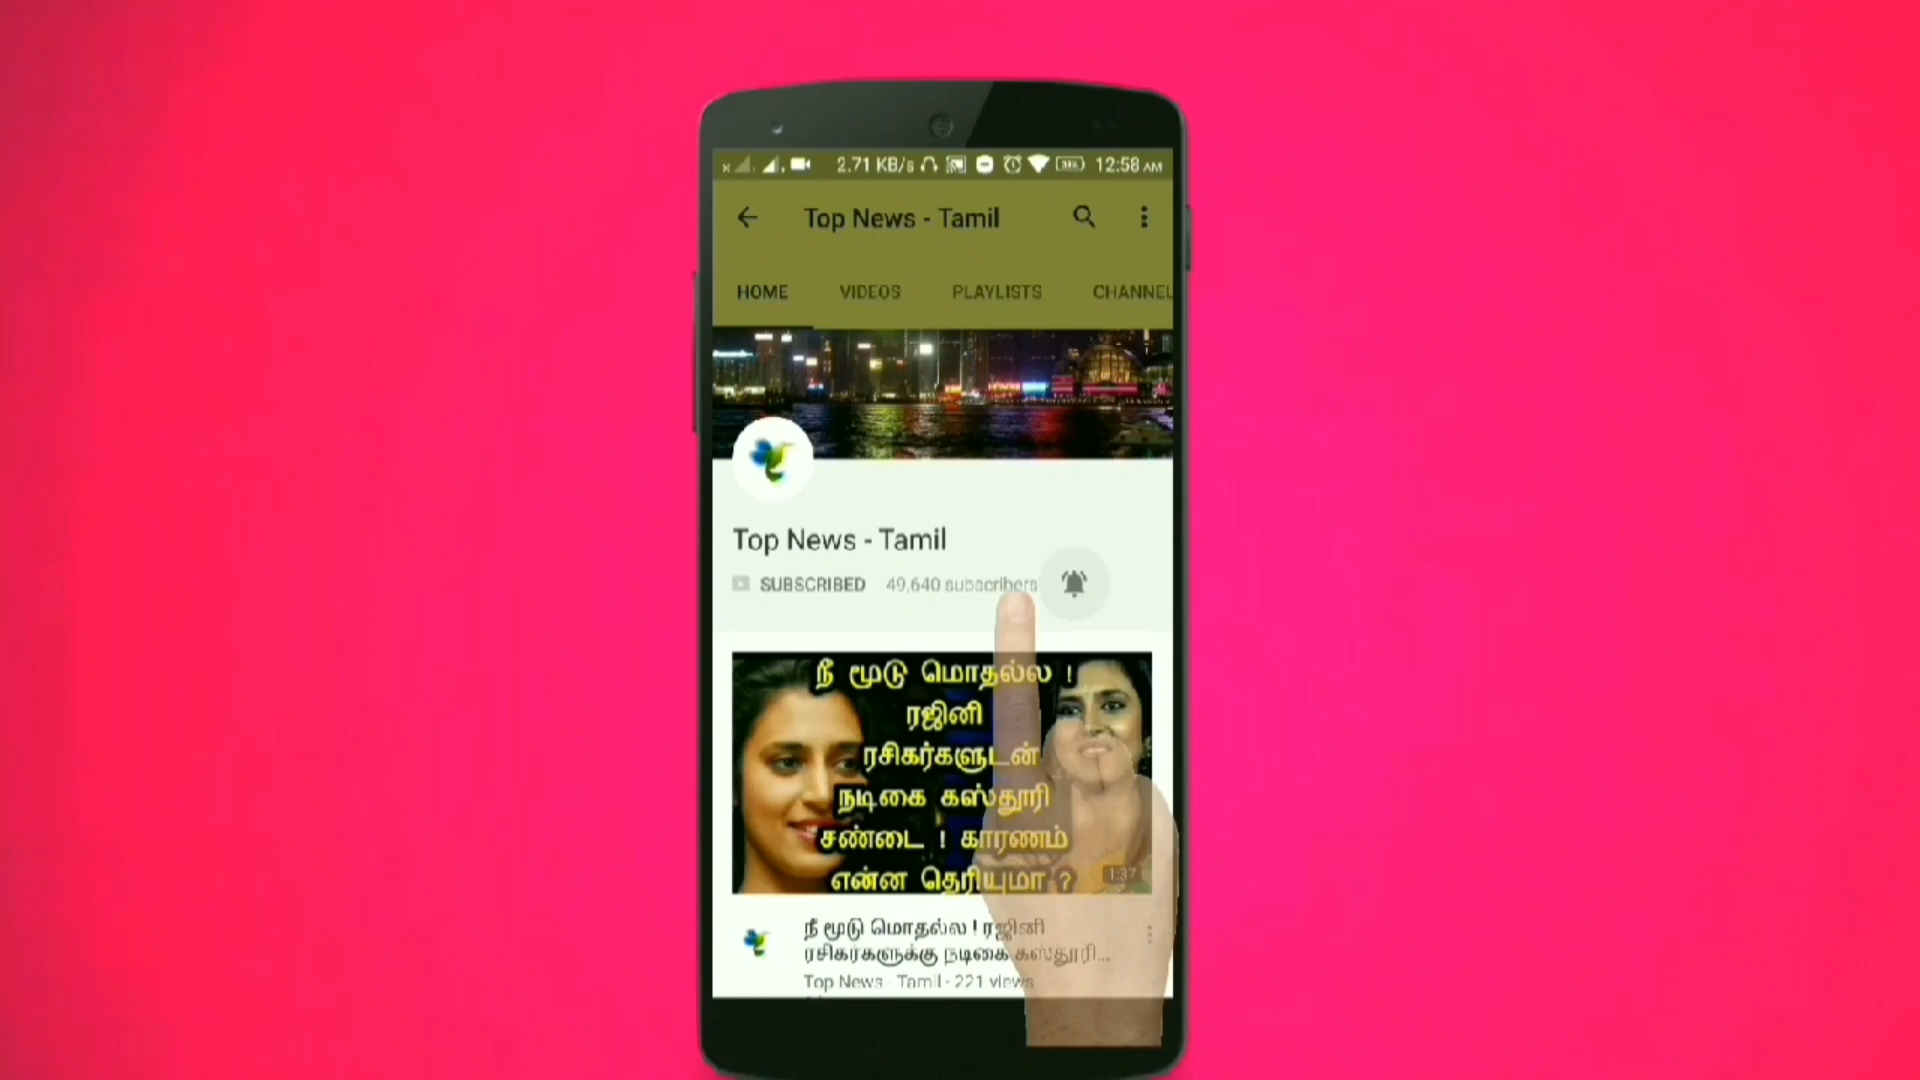 2.71 KB/s 12:58 AM
Top News - Tamil
HOME VIDEOS PLAYLISTS CHANNEL
Top News - Tamil
SUBSCRIBED 49,640 subscribers
நீ மூடு மொதல்ல !
ரஜினி
ரசிகர்களுடன்
நடிகை கஸ்தூரி
சண்டை ! காரணம்
என்ன தெரியுமா ?
1:37
நீ மூடு மொதல்ல ! ரஜினி
ரசிகர்களுக்கு நடிகை கஸ்தூரி...
Top News - Tamil · 221 views